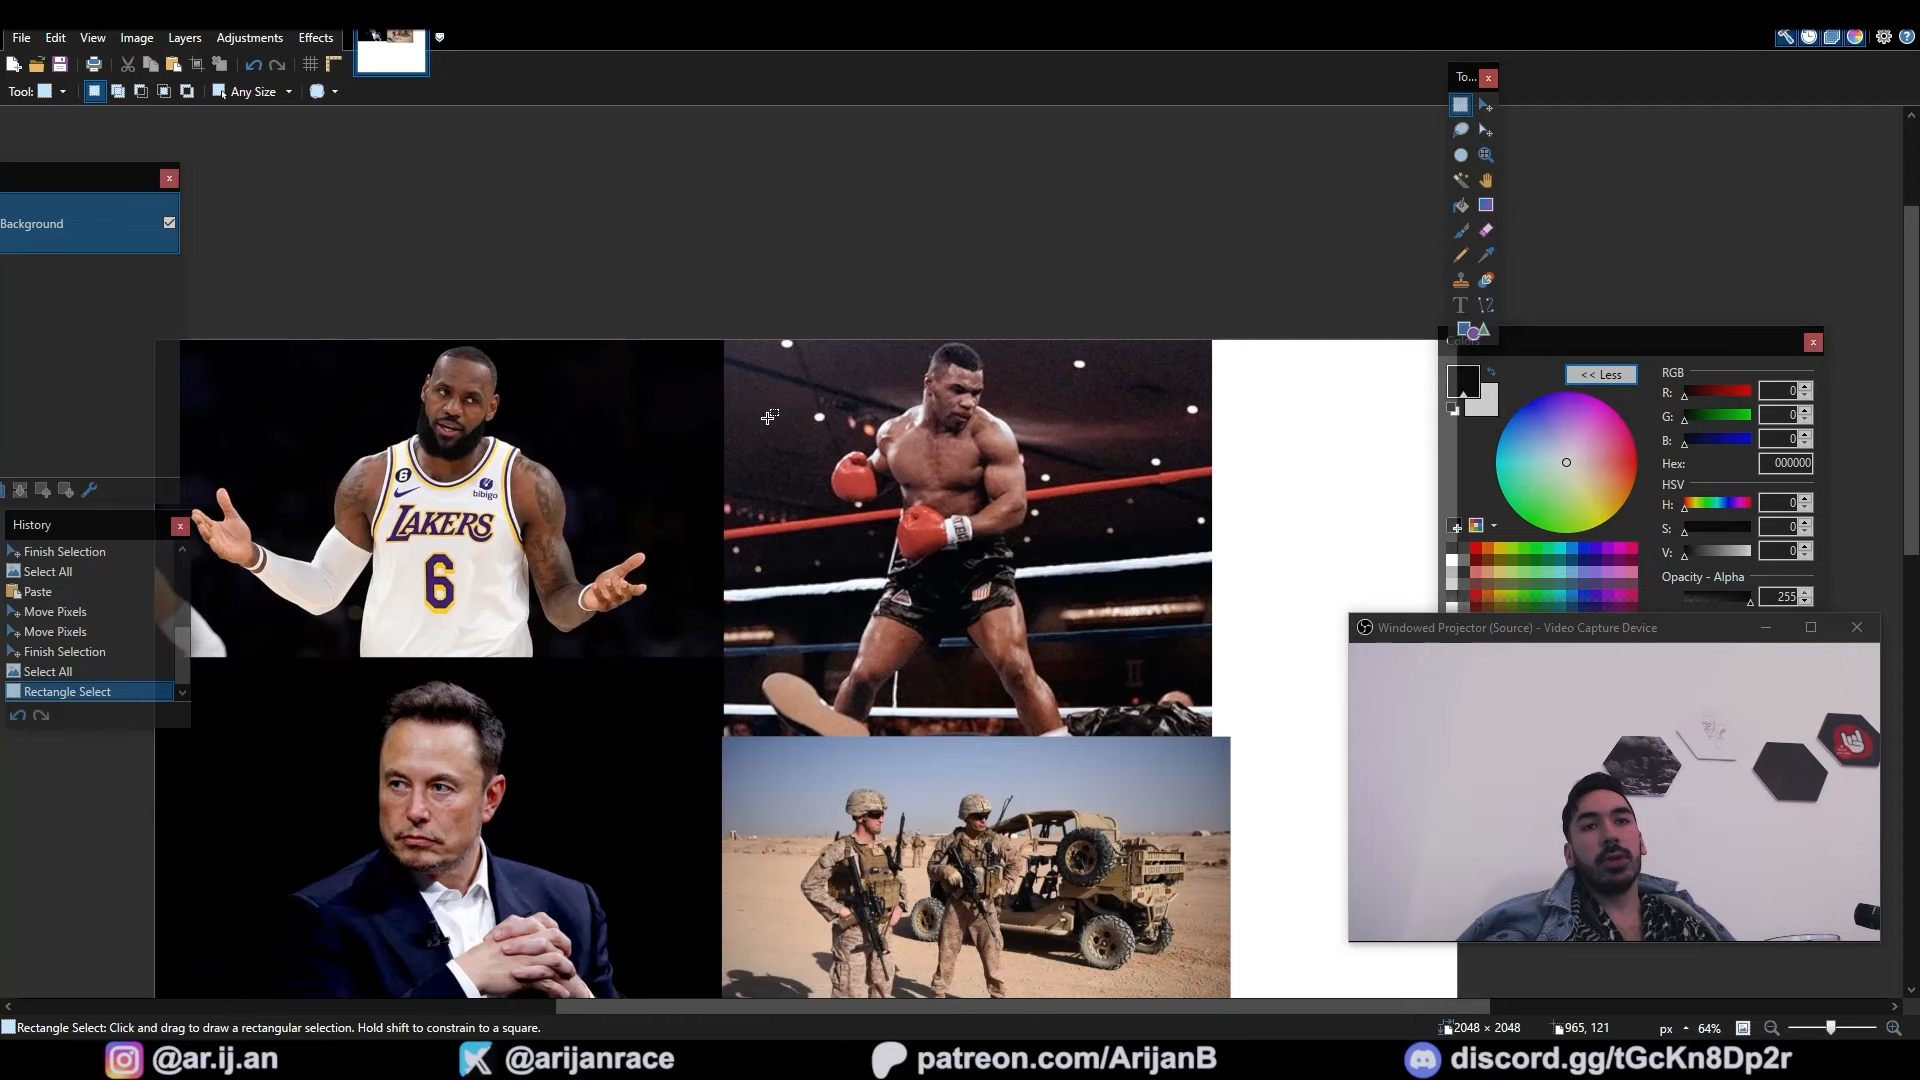 File Edit View Image Layers Adjustments Effects
Tool: Any Size
To...
Background
Colors
<< Less RGB
R: 0
G: 0
B: 0
Hex: 000000
HSV
H: 0
S: 0
V: 0
Opacity - Alpha
255
History
Finish Selection
Select All
Paste
Move Pixels
Move Pixels
Finish Selection
Select All
Rectangle Select
6
bibigo
LAKERS
6
Windowed Projector (Source) - Video Capture Device
Rectangle Select: Click and drag to draw a rectangular selection. Hold shift to constrain to a square.
2048 × 2048 965, 121 px 64%
@ar.ij.an @arijanrace patreon.com/ArijanB discord.gg/tGcKn8Dp2r